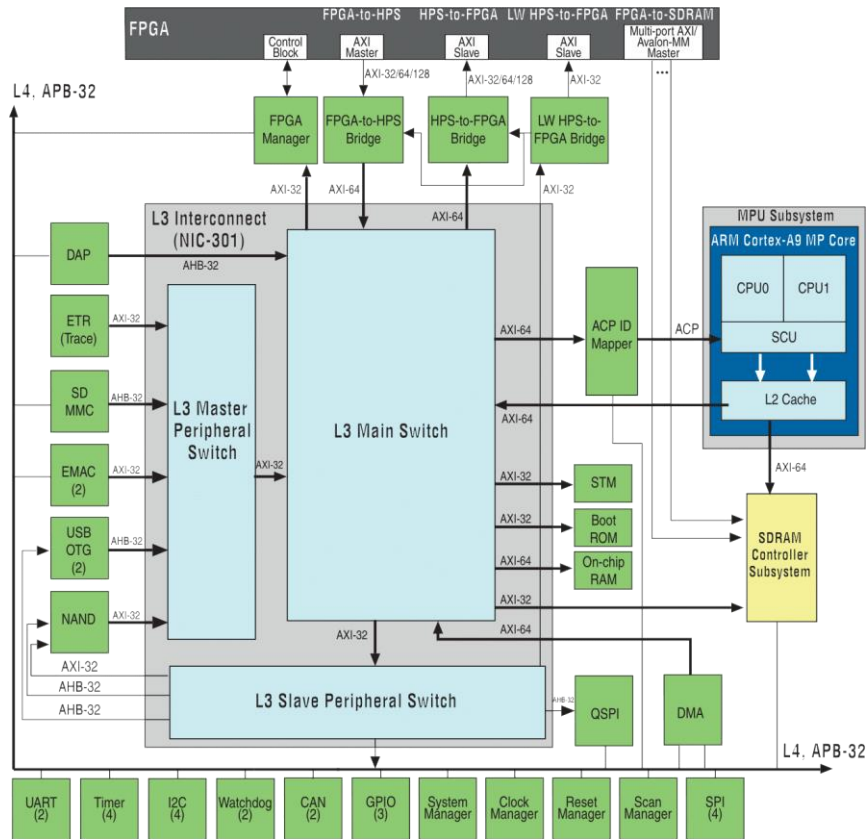 FPGA
FPGA-to-HPS
HPS-to-FPGA
LW HPS-to-FPGA
FPGA-to-SDRAM
Control
Block
AXI
Master
AXI
Slave
AXI
Slave
Multi-port AXI/
Avalon-MM
Master
...
AXI-32/64/128
AXI-32/64/128
AXI-32
L4, APB-32
FPGA
Manager
FPGA-to-HPS
Bridge
HPS-to-FPGA
Bridge
LW HPS-to-
FPGA Bridge
AXI-32
AXI-64
AXI-64
AXI-32
L3 Interconnect
(NIC-301)
MPU Subsystem
ARM Cortex-A9 MP Core
CPU0
CPU1
SCU
L2 Cache
DAP
AHB-32
ETR
(Trace)
AXI-32
SD
MMC
AHB-32
EMAC
(2)
AXI-32
USB
OTG
(2)
AHB-32
NAND
AXI-32
L3 Master
Peripheral
Switch
AXI-32
L3 Main Switch
AXI-64
ACP ID
Mapper
ACP
AXI-64
AXI-64
AXI-32
STM
AXI-32
Boot
ROM
AXI-64
On-chip
RAM
AXI-32
SDRAM
Controller
Subsystem
AXI-64
AXI-32
AXI-32
AHB-32
AHB-32
L3 Slave Peripheral Switch
AHB-32
QSPI
DMA
L4, APB-32
UART
(2)
Timer
(4)
I2C
(4)
Watchdog
(2)
CAN
(2)
GPIO
(3)
System
Manager
Clock
Manager
Reset
Manager
Scan
Manager
SPI
(4)